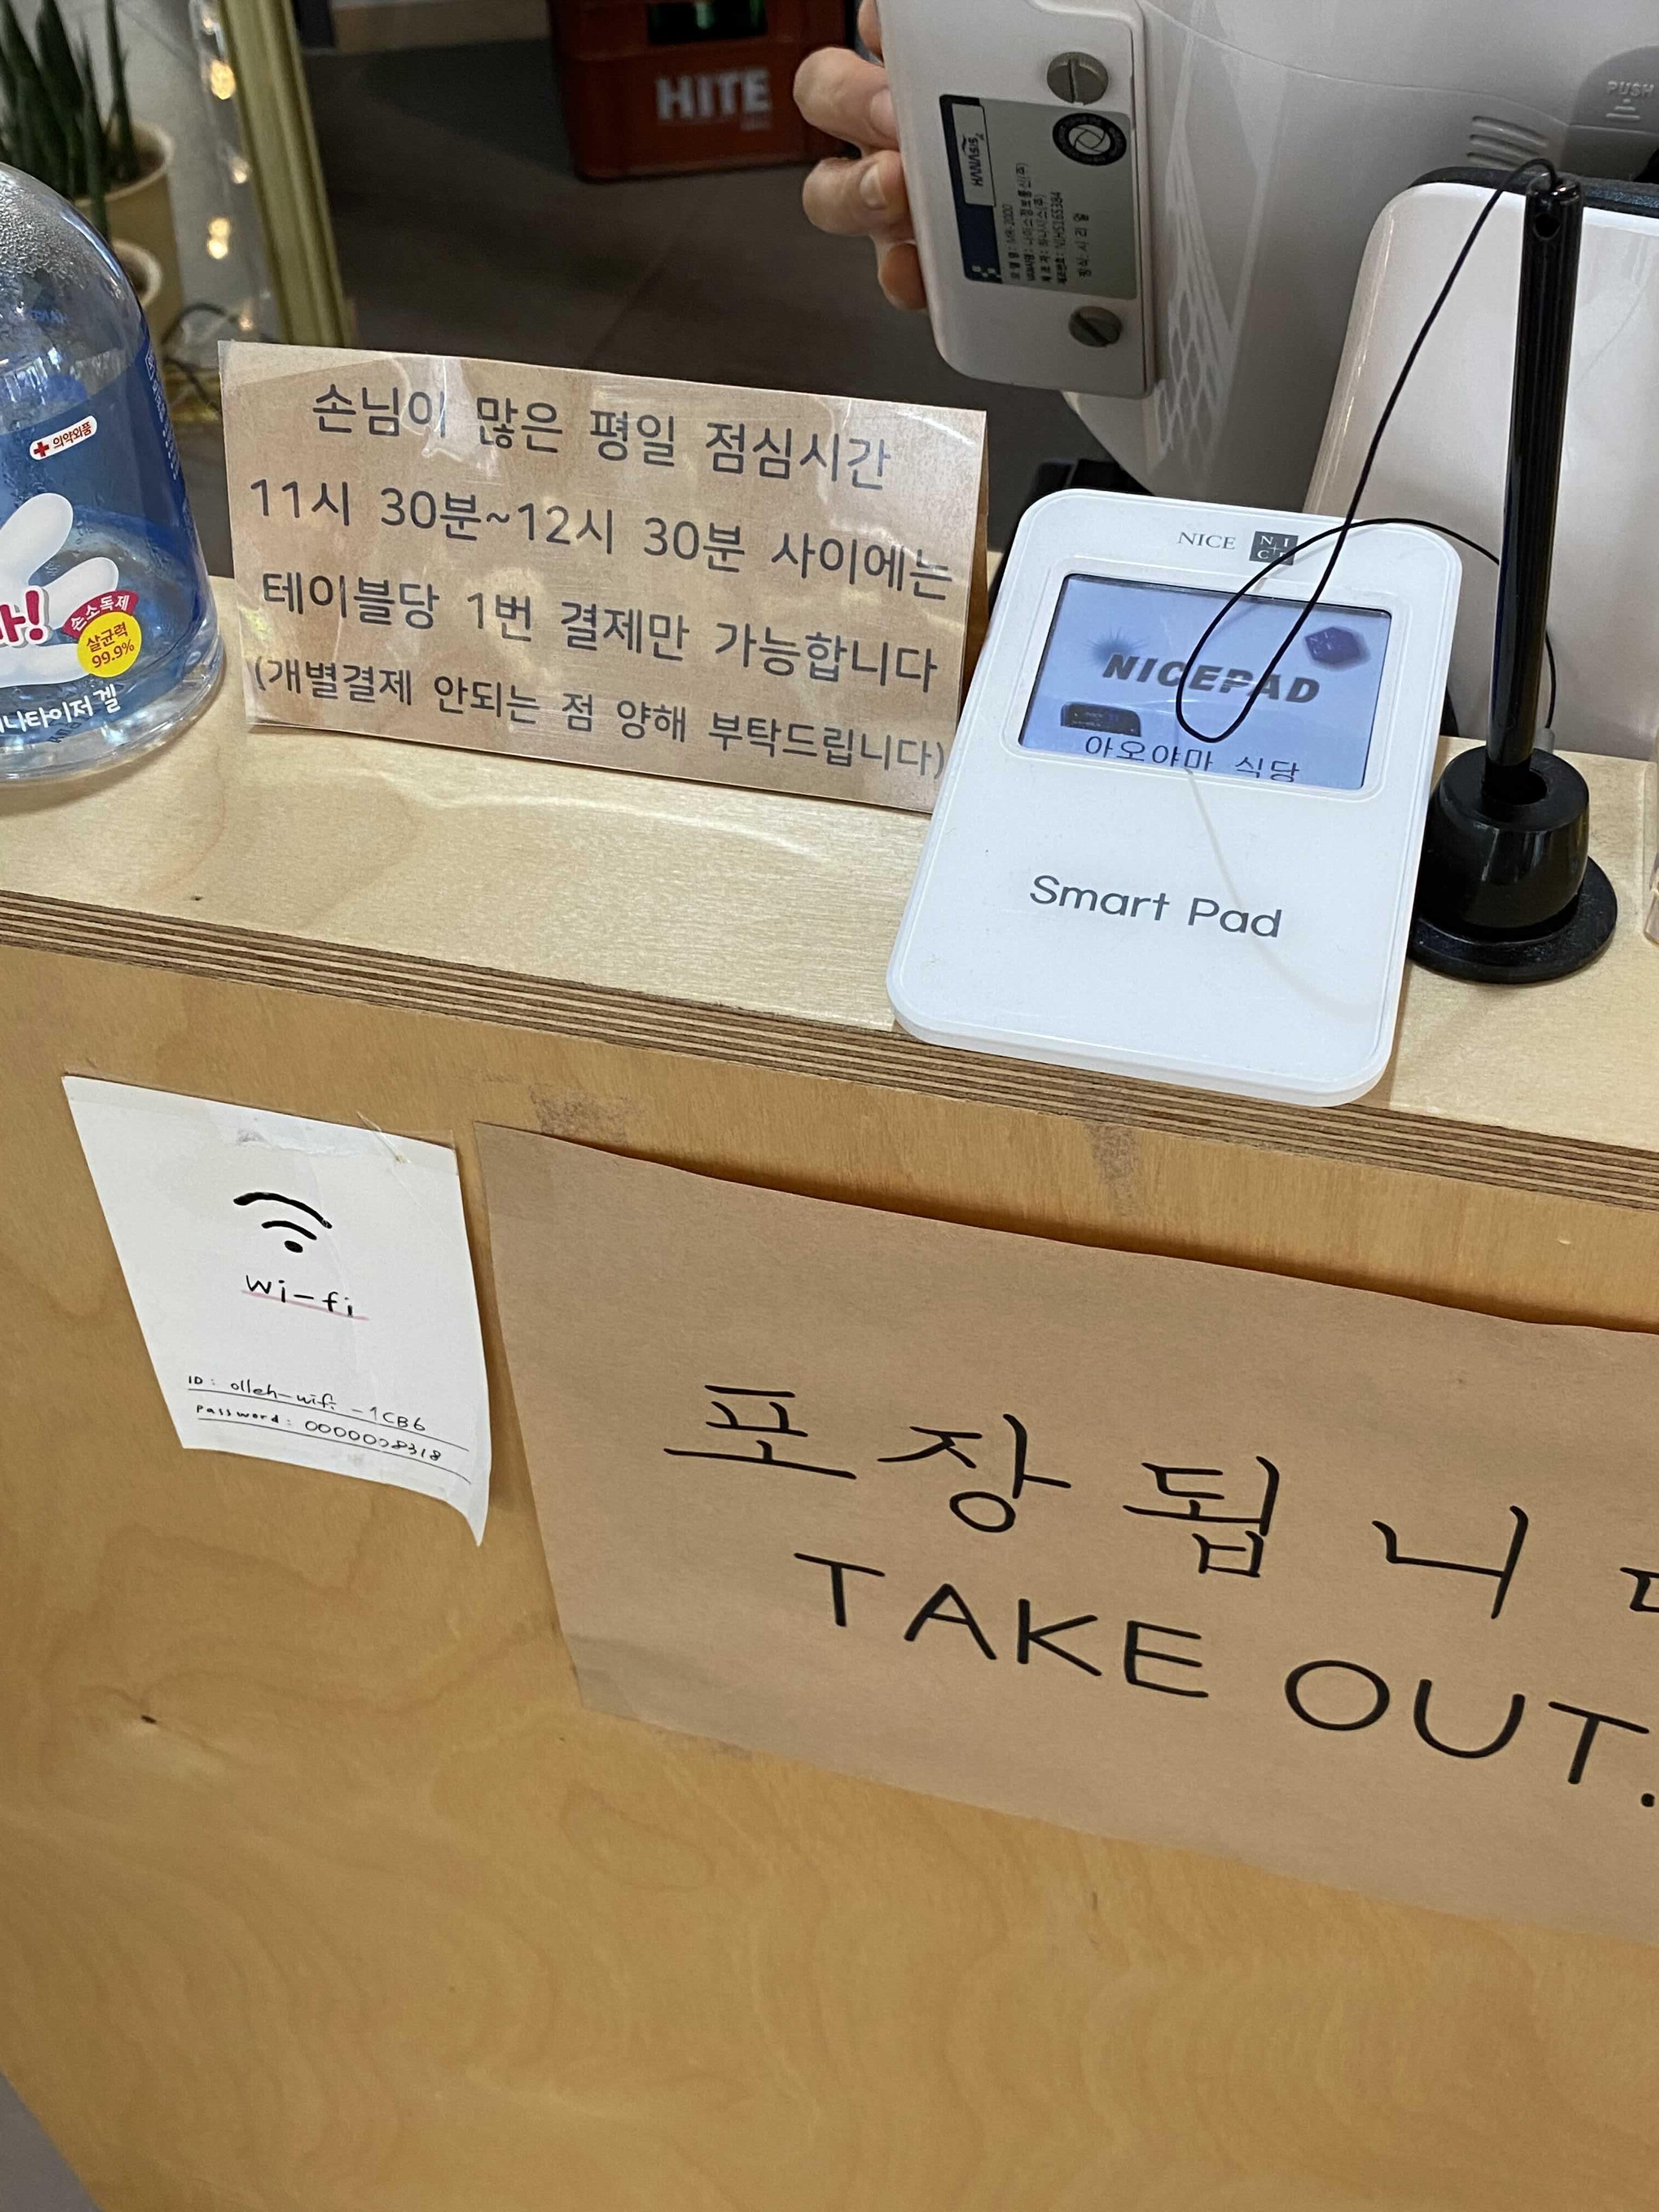 HITE
PUSH
HANASIS
의약외품
손소독제
살균력
99.9%
손님이 많은 평일 점심시간
11시 30분~12시 30분 사이에는
테이블당 1번 결제만 가능합니다
(개별결제 안되는 점 양해 부탁드립니다)
NICE
NICEPAD
아오야마 식당
Smart Pad
Wi-fi
ID: olleh-wifi-1CB6
Password: 0000008318
포장됩니
TAKE OUT.